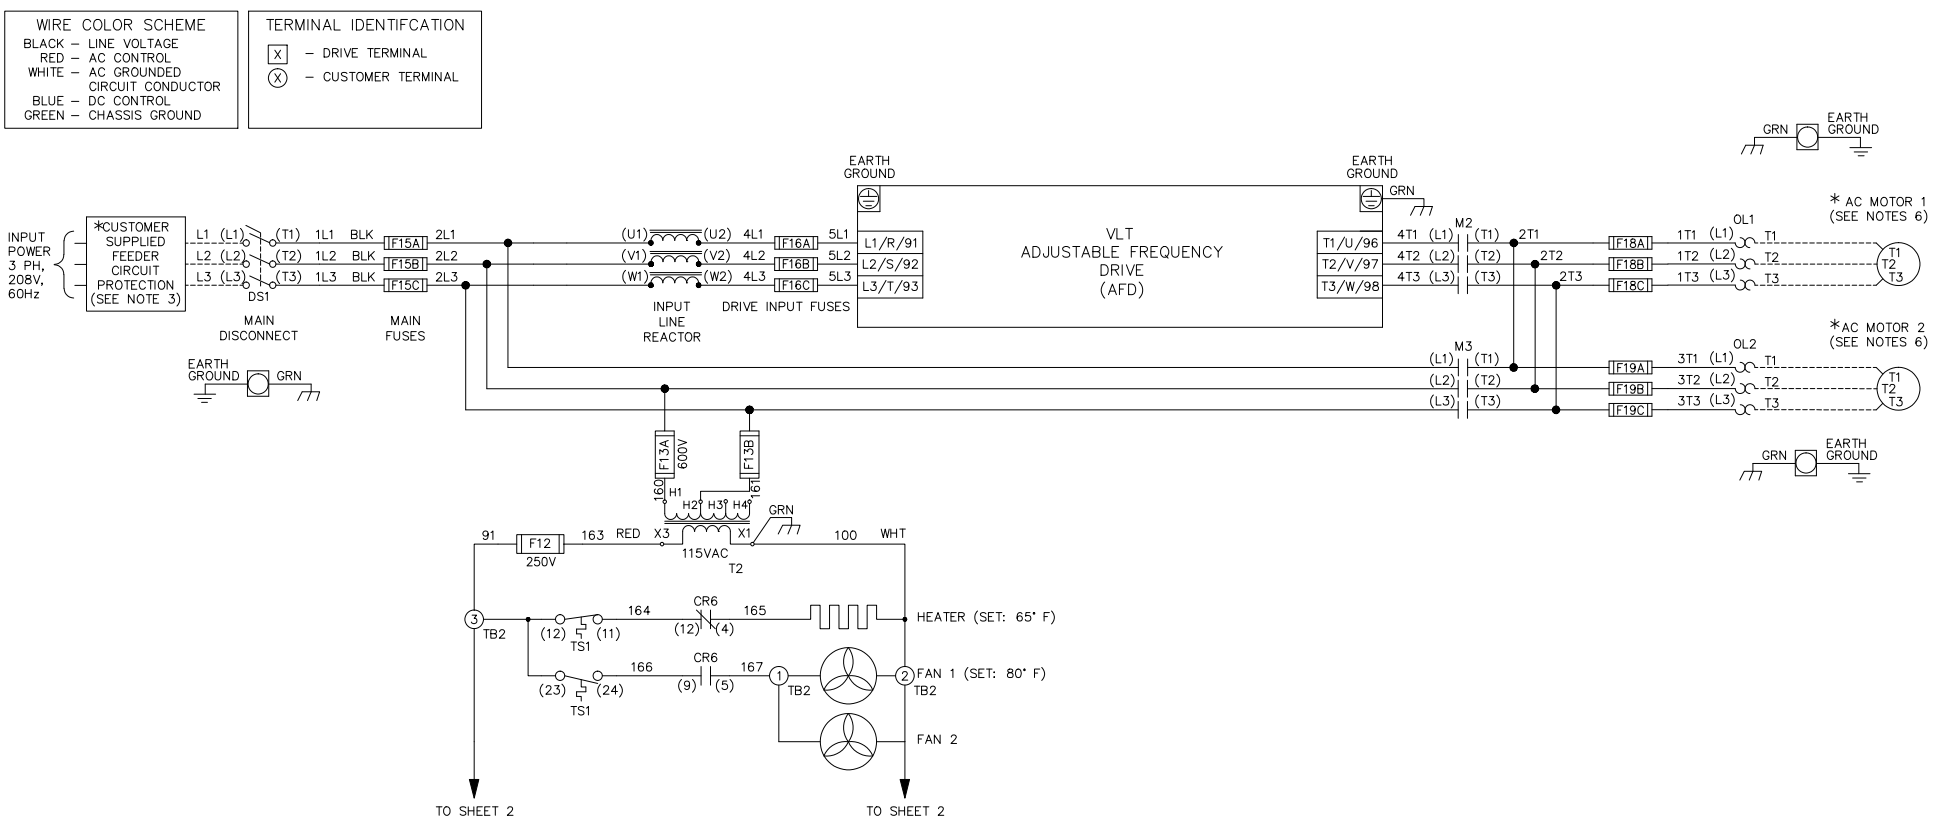 WIRE COLOR SCHEME
BLACK – LINE VOLTAGE
RED – AC CONTROL
WHITE – AC GROUNDED
CIRCUIT CONDUCTOR
BLUE – DC CONTROL
GREEN – CHASSIS GROUND
TERMINAL IDENTIFCATION
X – DRIVE TERMINAL
X – CUSTOMER TERMINAL
GRN
EARTH
GROUND
INPUT
POWER
3 PH,
208V,
60Hz
*CUSTOMER
SUPPLIED
FEEDER
CIRCUIT
PROTECTION
(SEE NOTE 3)
L1 (L1) (T1) 1L1 BLK F15A 2L1
L2 (L2) (T2) 1L2 BLK F15B 2L2
L3 (L3) (T3) 1L3 BLK F15C 2L3
DS1
MAIN
DISCONNECT
MAIN
FUSES
EARTH
GROUND
GRN
(U1) (U2) 4L1 F16A 5L1
(V1) (V2) 4L2 F16B 5L2
(W1) (W2) 4L3 F16C 5L3
INPUT
LINE
REACTOR
DRIVE INPUT FUSES
EARTH
GROUND
L1/R/91
L2/S/92
L3/T/93
VLT
ADJUSTABLE FREQUENCY
DRIVE
(AFD)
EARTH
GROUND
GRN
T1/U/96
T2/V/97
T3/W/98
M2
4T1 (L1) (T1) 2T1 F18A 1T1 (L1) T1
4T2 (L2) (T2) 2T2 F18B 1T2 (L2) T2
4T3 (L3) (T3) 2T3 F18C 1T3 (L3) T3
OL1
* AC MOTOR 1
(SEE NOTES 6)
T1
T2
T3
M3
(L1) (T1) F19A 3T1 (L1) T1
(L2) (T2) F19B 3T2 (L2) T2
(L3) (T3) F19C 3T3 (L3) T3
OL2
*AC MOTOR 2
(SEE NOTES 6)
T1
T2
T3
GRN
EARTH
GROUND
F13A
600V
F13B
160
161
H1
H2 H3 H4
GRN
91 F12 163 RED X3 X1 100 WHT
250V
115VAC
T2
3
TB2
(12) (11)
TS1
164
CR6
(12) (4)
165
HEATER (SET: 65° F)
(23) (24)
TS1
166
CR6
(9) (5)
167
1
TB2
2
TB2
FAN 1 (SET: 80° F)
FAN 2
TO SHEET 2
TO SHEET 2